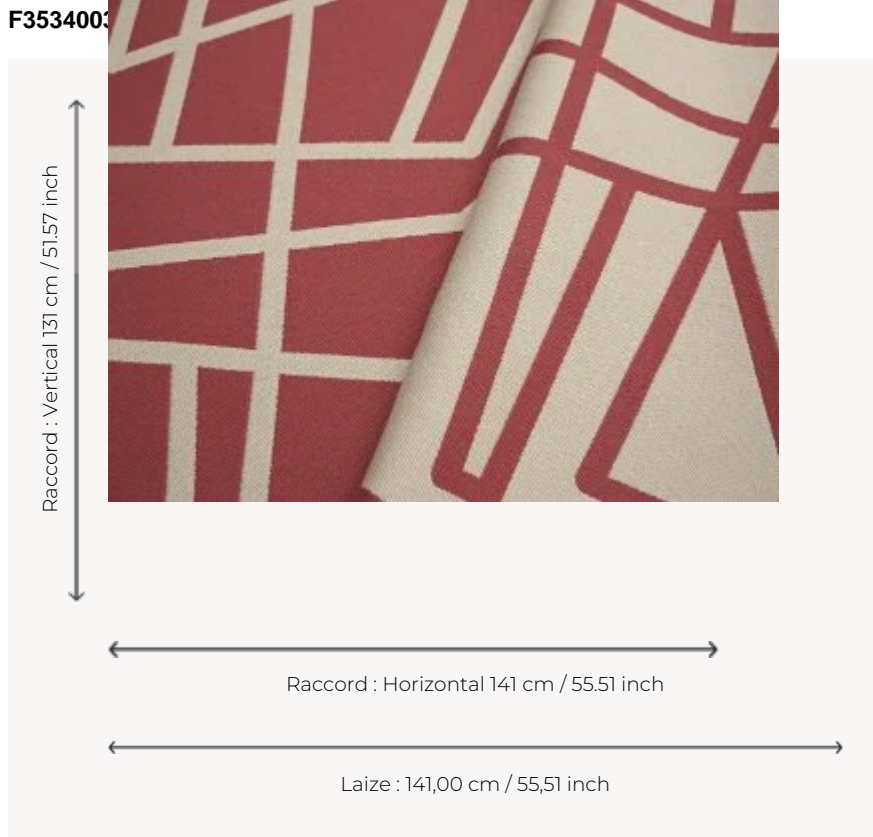 F3534003
Raccord : Vertical 131 cm / 51.57 inch
Raccord : Horizontal 141 cm / 55.51 inch
Laize : 141,00 cm / 55,51 inch